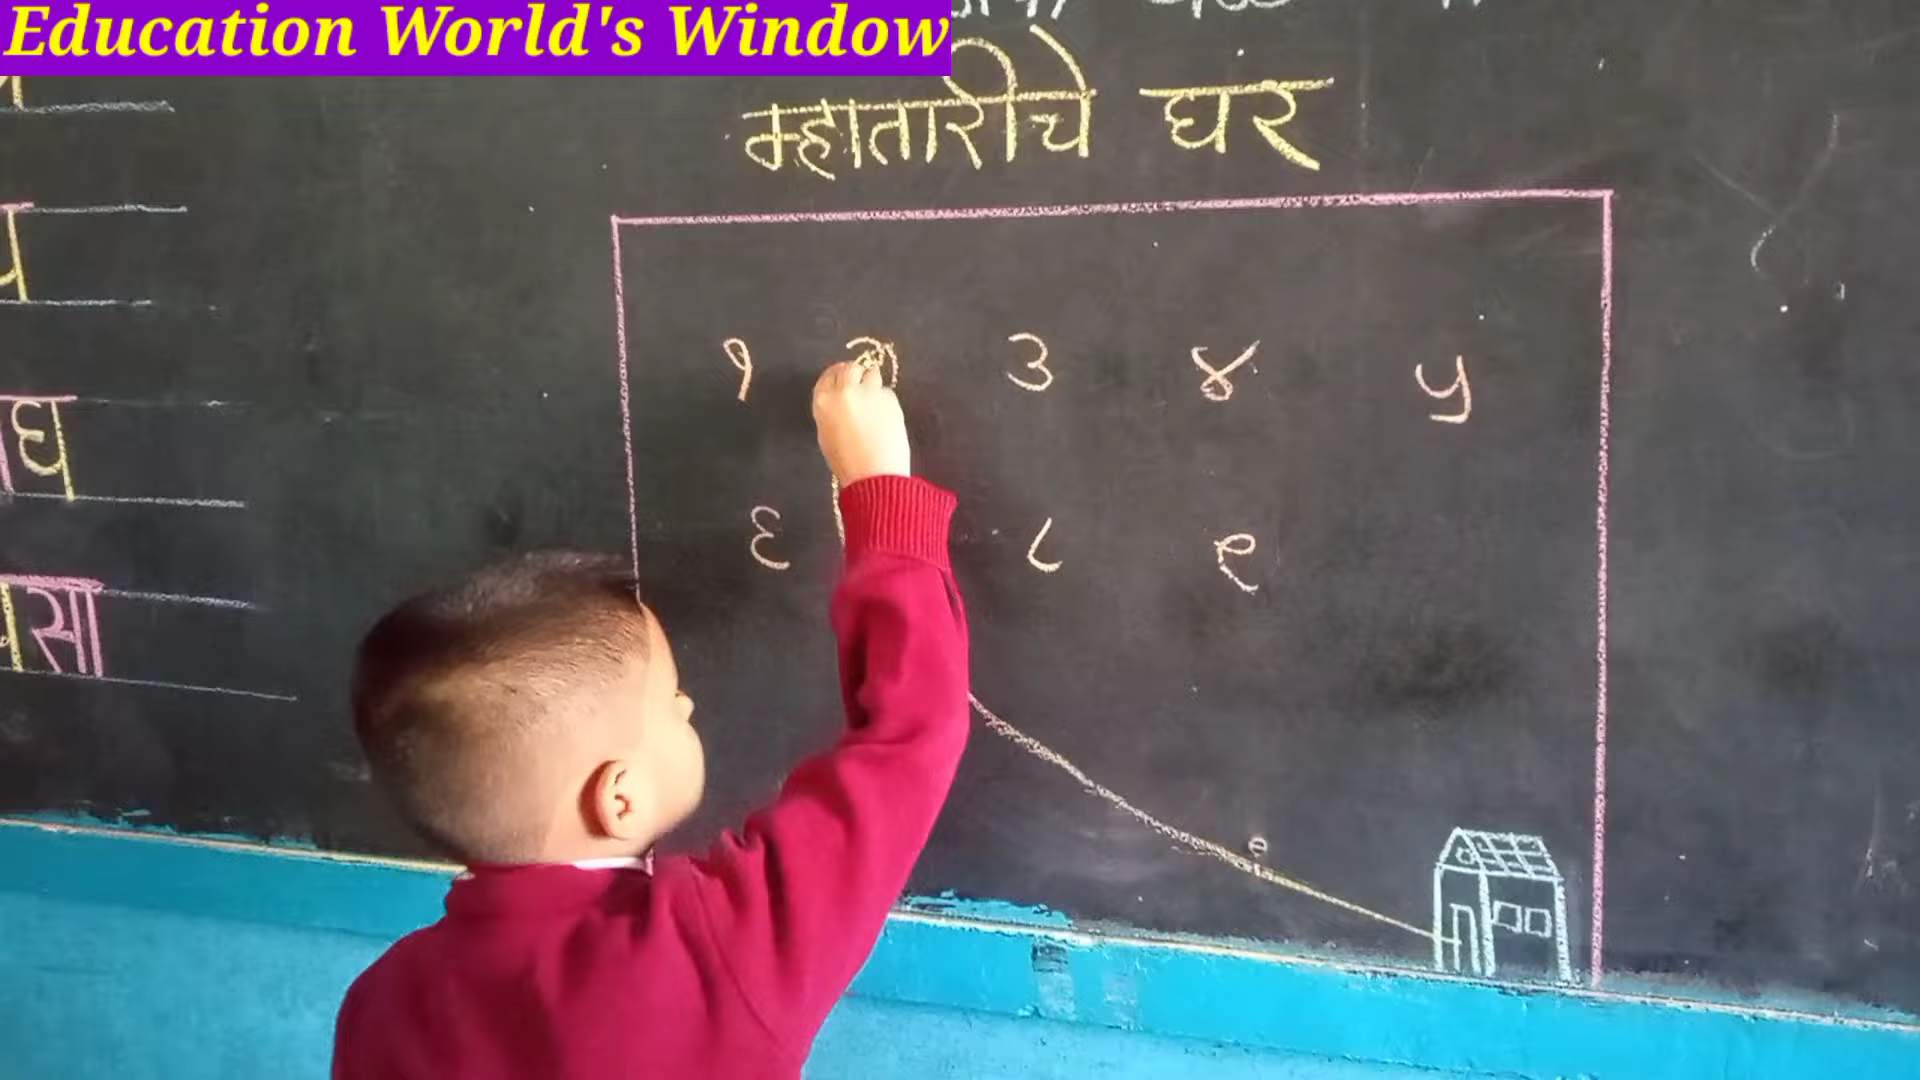 Education World's Window
म्हातारीचे घर
१ २ ३ ४ ५
६ ८ ९
घ
सा